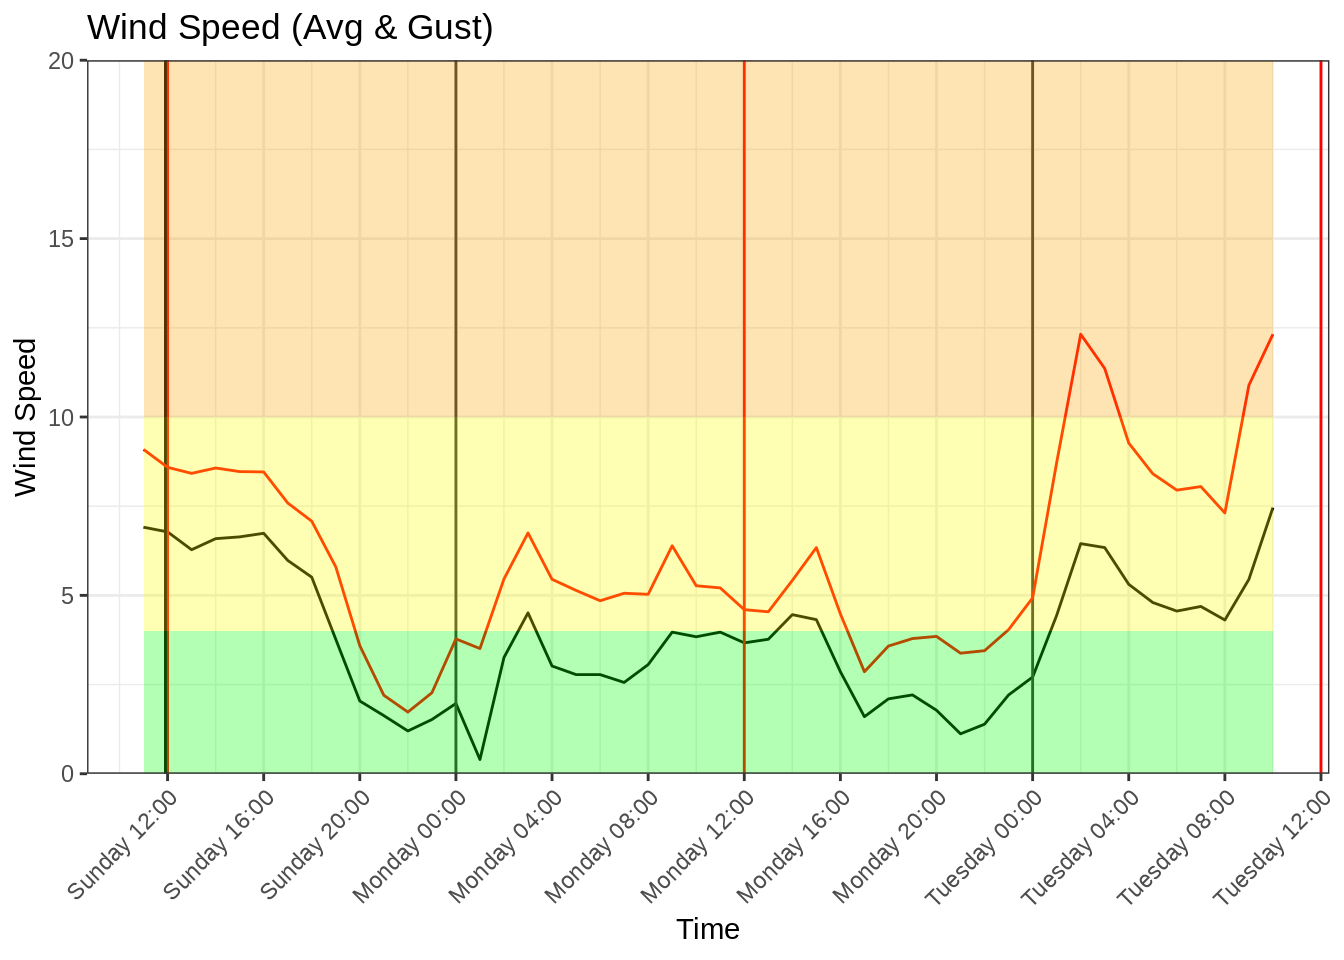 Wind Speed (Avg & Gust)
20
15
10
5
0
Wind Speed
Sunday 12:00
Sunday 16:00
Sunday 20:00
Monday 00:00
Monday 04:00
Monday 08:00
Monday 12:00
Monday 16:00
Monday 20:00
Tuesday 00:00
Tuesday 04:00
Tuesday 08:00
Tuesday 12:00
Time